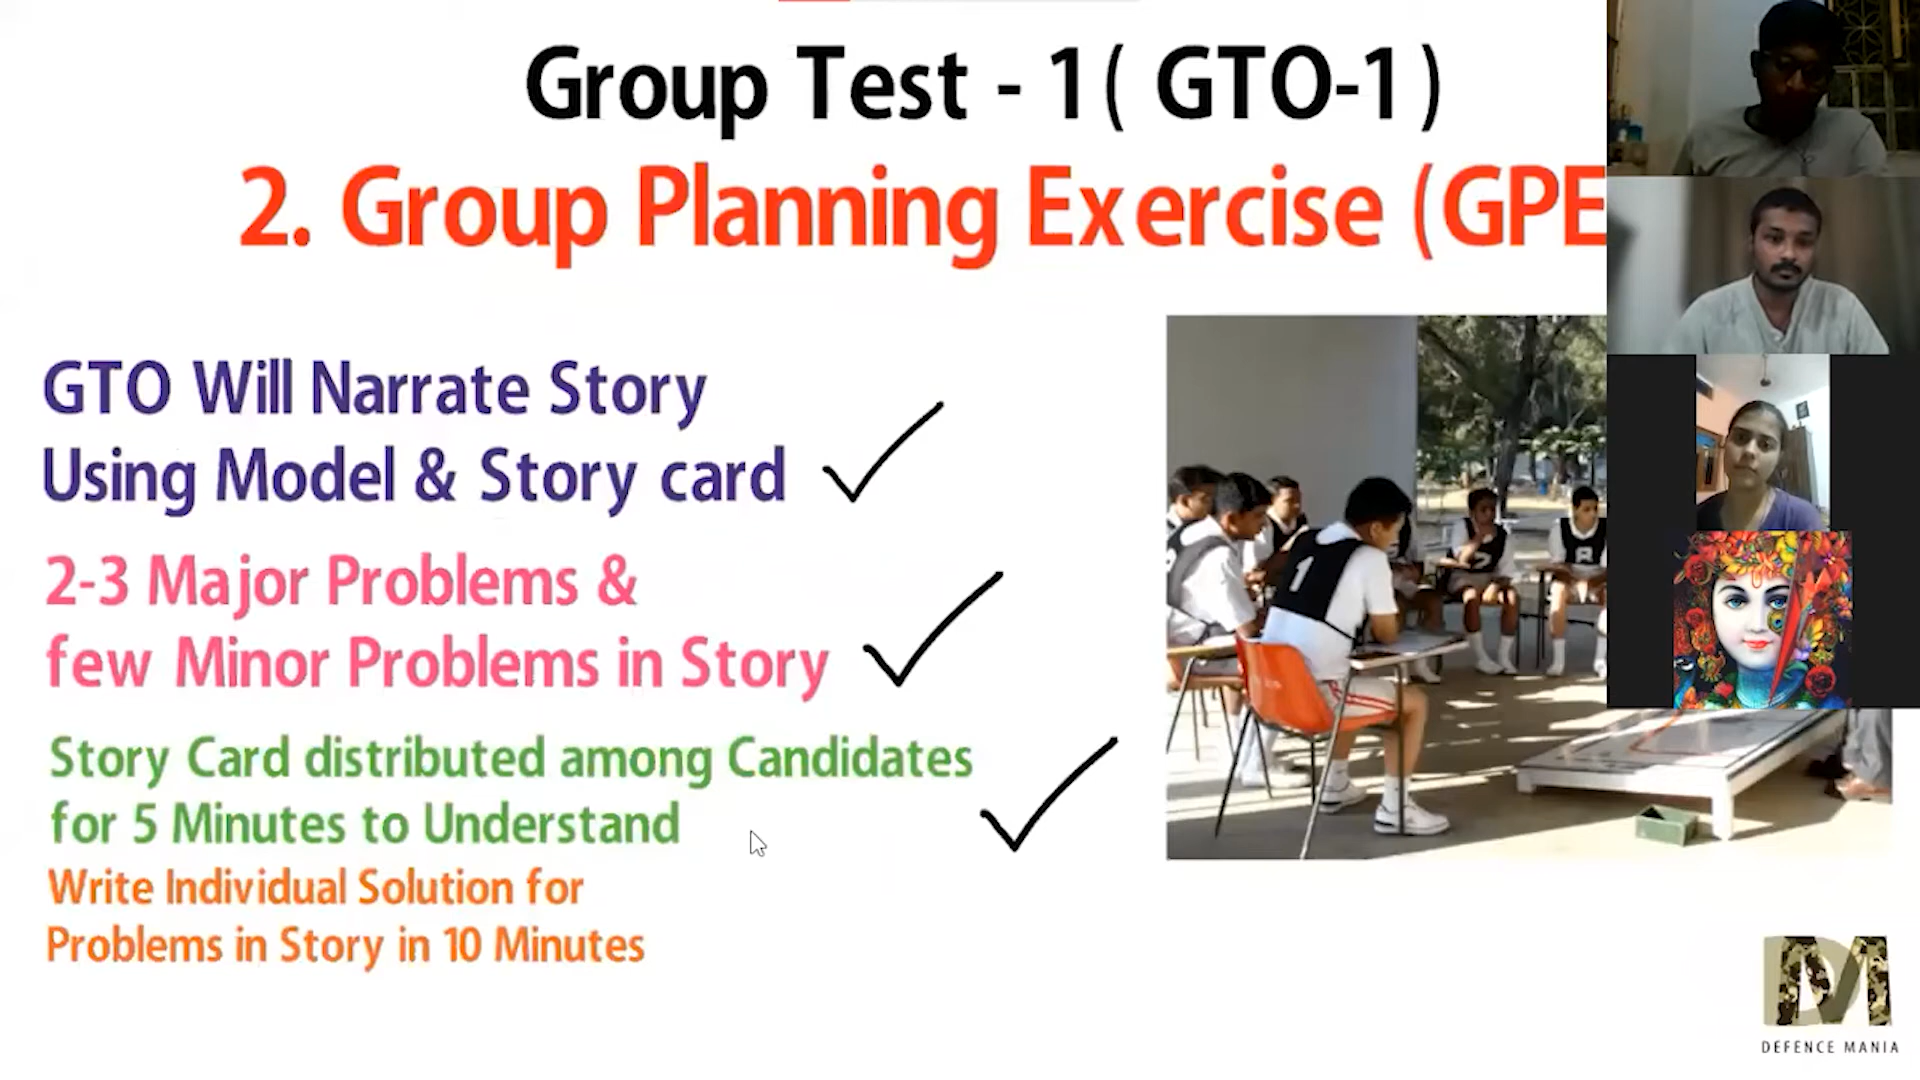 Group Test - 1 ( GTO-1 )
2. Group Planning Exercise (GPE
GTO Will Narrate Story
Using Model & Story card
2-3 Major Problems &
few Minor Problems in Story
Story Card distributed among Candidates
for 5 Minutes to Understand
Write Individual Solution for
Problems in Story in 10 Minutes
1
DM
DEFENCE MANIA